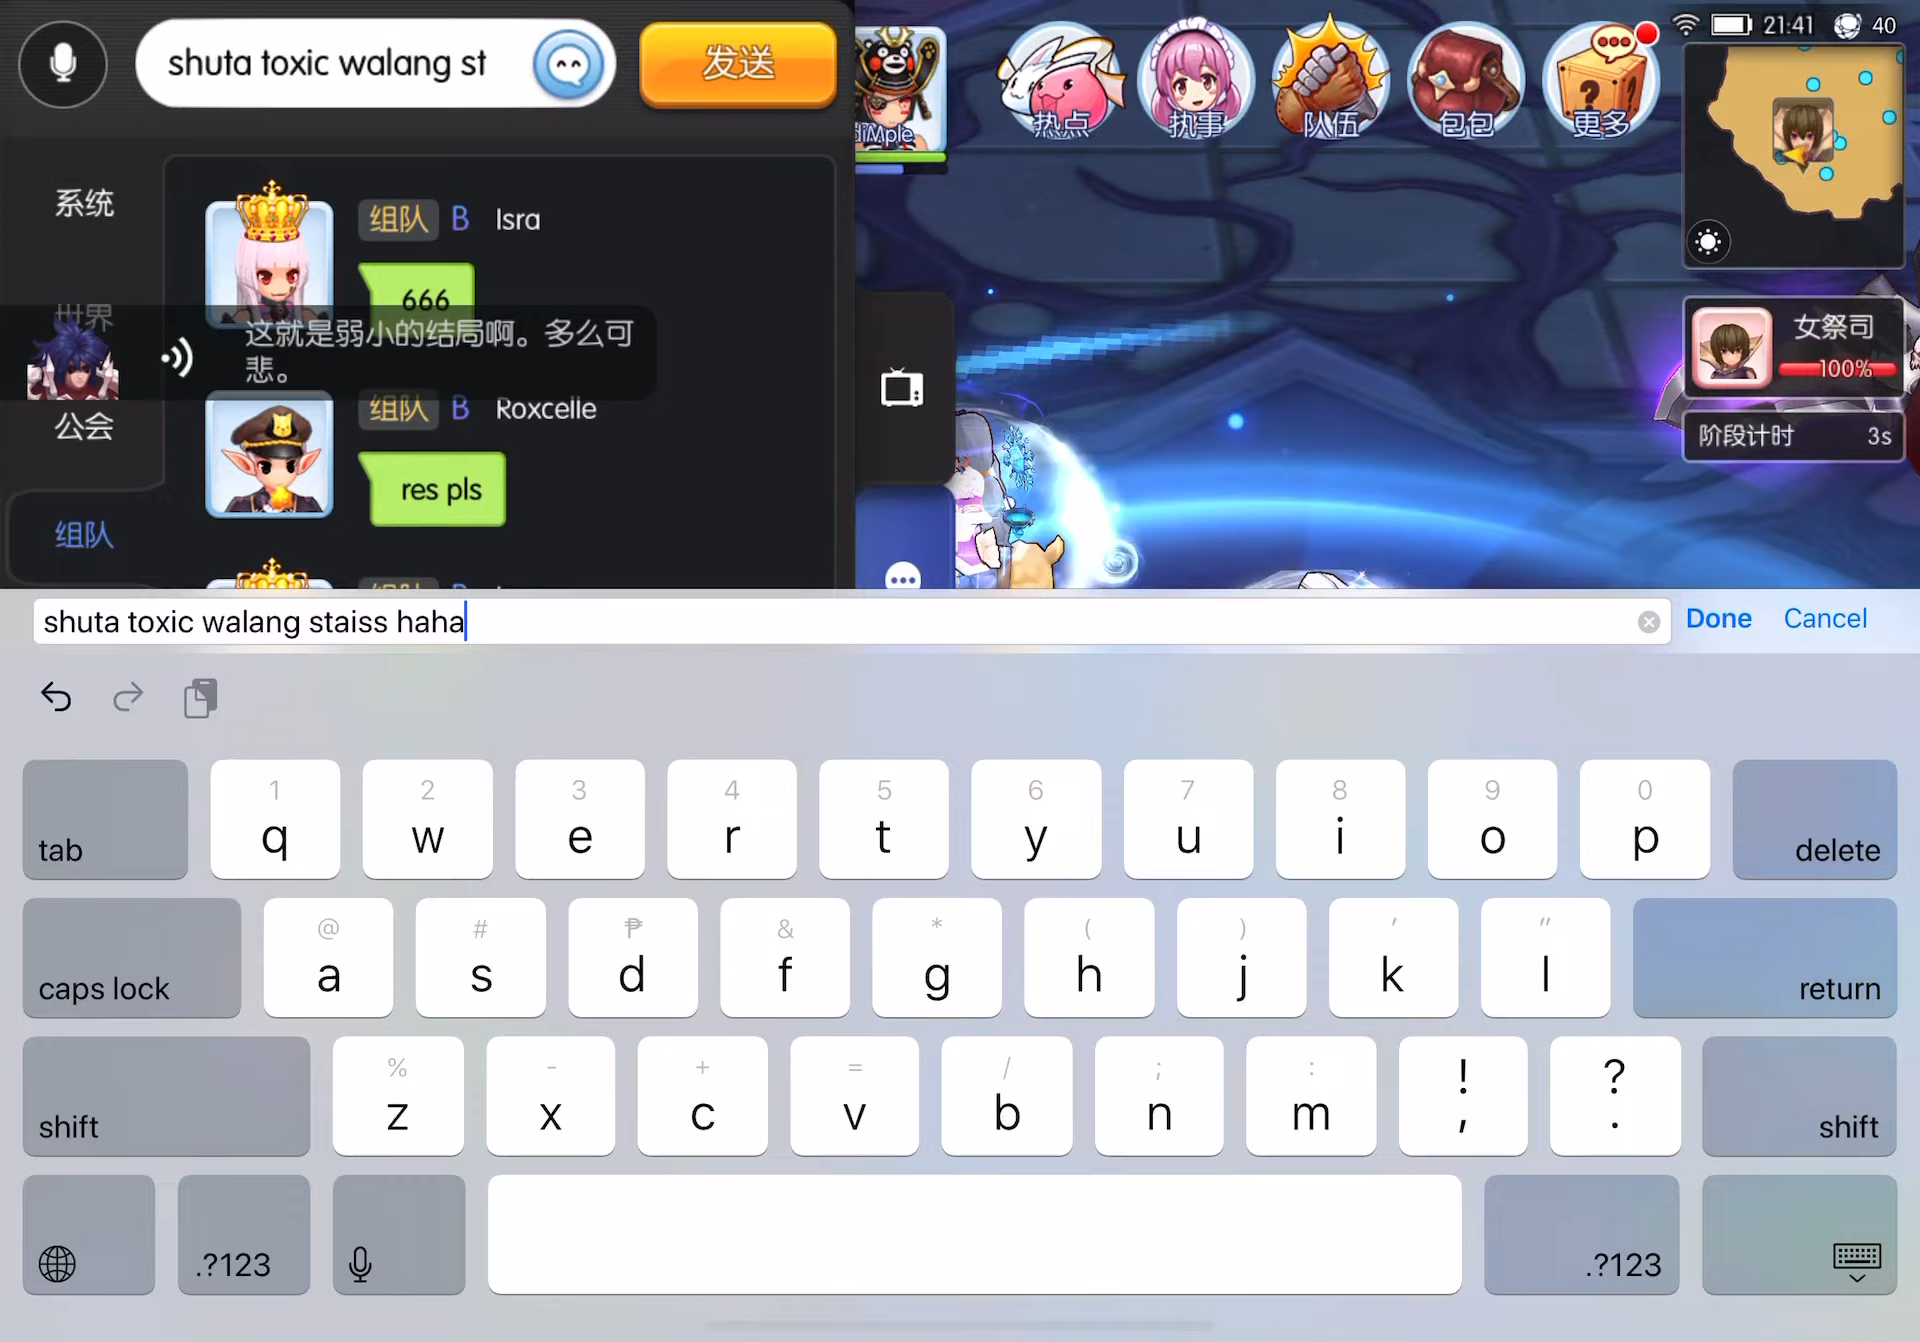 shuta toxic walang st
发送
diMple
热点
执事
队伍
包包
更多
21:41
40
系统
世界
公会
组队
组队 B Isra
666
这就是弱小的结局啊。多么可
悲。
组队 B Roxcelle
res pls
女祭司
100%
阶段计时 3s
shuta toxic walang staiss haha
Done
Cancel
tab
1 2 3 4 5 6 7 8 9 0
q w e r t y u i o p
delete
caps lock
@ # ₱ & * ( ) ' "
a s d f g h j k l
return
shift
% - + = / ; : ! ?
z x c v b n m , .
shift
.?123
.?123